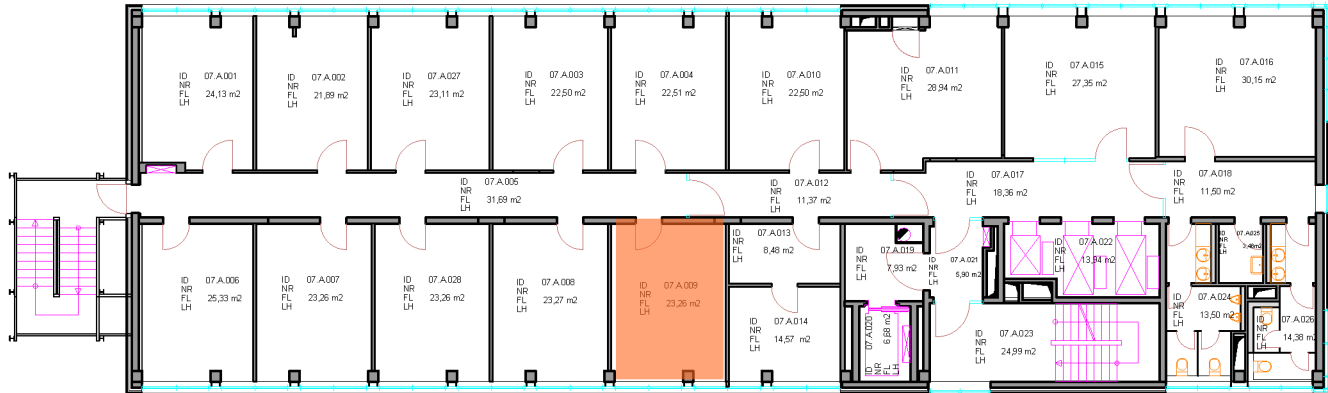 ID 07.A.001
NR
FL 24,13 m2
LH
ID 07.A.002
NR
FL 21,89 m2
LH
ID 07.A.027
NR
FL 23,11 m2
LH
ID 07.A.003
NR
FL 22,50 m2
LH
ID 07.A.004
NR
FL 22,51 m2
LH
ID 07.A.010
NR
FL 22,50 m2
LH
ID 07.A.011
NR
FL 28,94 m2
LH
ID 07.A.015
NR
FL 27,35 m2
LH
ID 07.A.016
NR
FL 30,15 m2
LH
ID 07.A.005
NR
FL 31,69 m2
LH
ID 07.A.012
NR
FL 11,37 m2
LH
ID 07.A.017
NR
FL 18,36 m2
LH
ID 07.A.018
NR
FL 11,50 m2
LH
ID 07.A.006
NR
FL 25,33 m2
LH
ID 07.A.007
NR
FL 23,26 m2
LH
ID 07.A.028
NR
FL 23,26 m2
LH
ID 07.A.008
NR
FL 23,27 m2
LH
ID 07.A.009
NR
FL 23,26 m2
LH
ID 07.A.013
NR
FL 8,48 m2
LH
ID 07.A.014
NR
FL 14,57 m2
LH
ID 07.A.019
NR
FL 7,93 m2
LH
ID 07.A.020
NR
FL 6,68 m2
LH
ID 07.A.021
NR
FL 5,90 m2
LH
ID 07.A.022
NR
FL 13,94 m2
LH
ID 07.A.023
NR
FL 24,99 m2
LH
ID 07.A.025
NR
FL 3,46 m2
LH
ID 07.A.024
NR
FL 13,50 m2
LH
ID 07.A.026
NR
FL 14,38 m2
LH